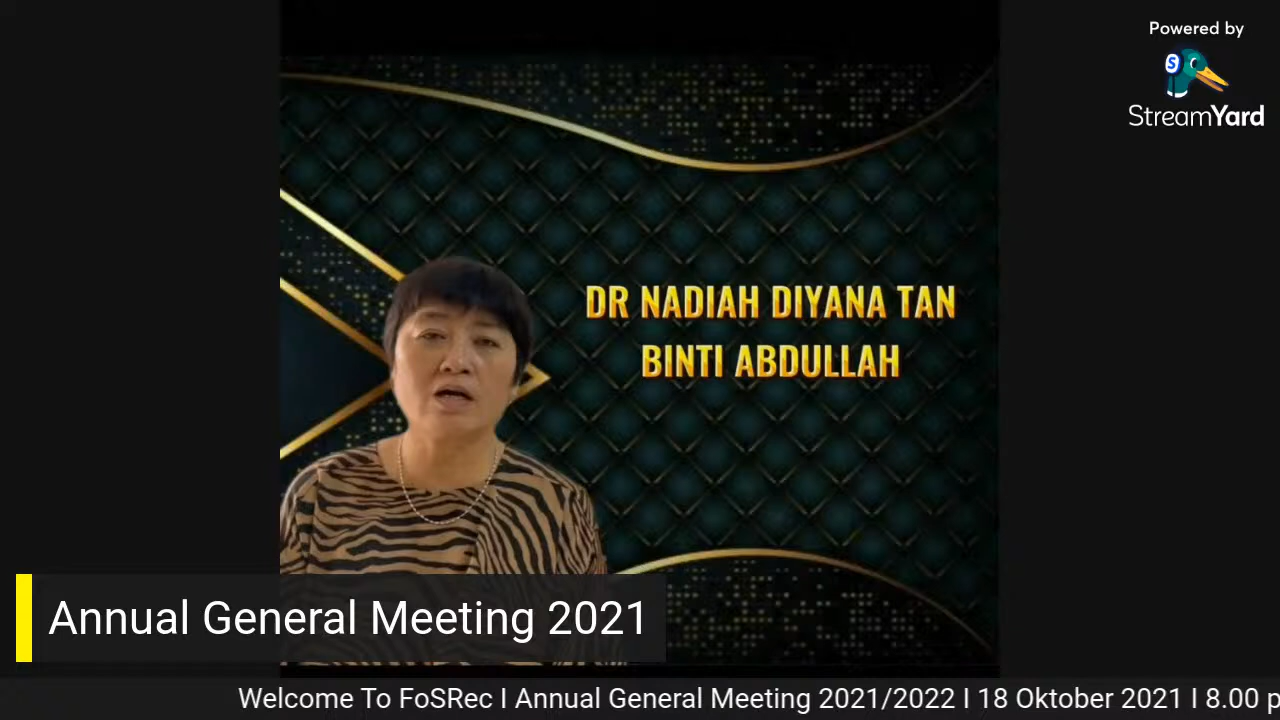 Powered by
S
StreamYard
DR NADIAH DIYANA TAN
BINTI ABDULLAH
Annual General Meeting 2021
Welcome To FoSRec I Annual General Meeting 2021/2022 I 18 Oktober 2021 I 8.00 p